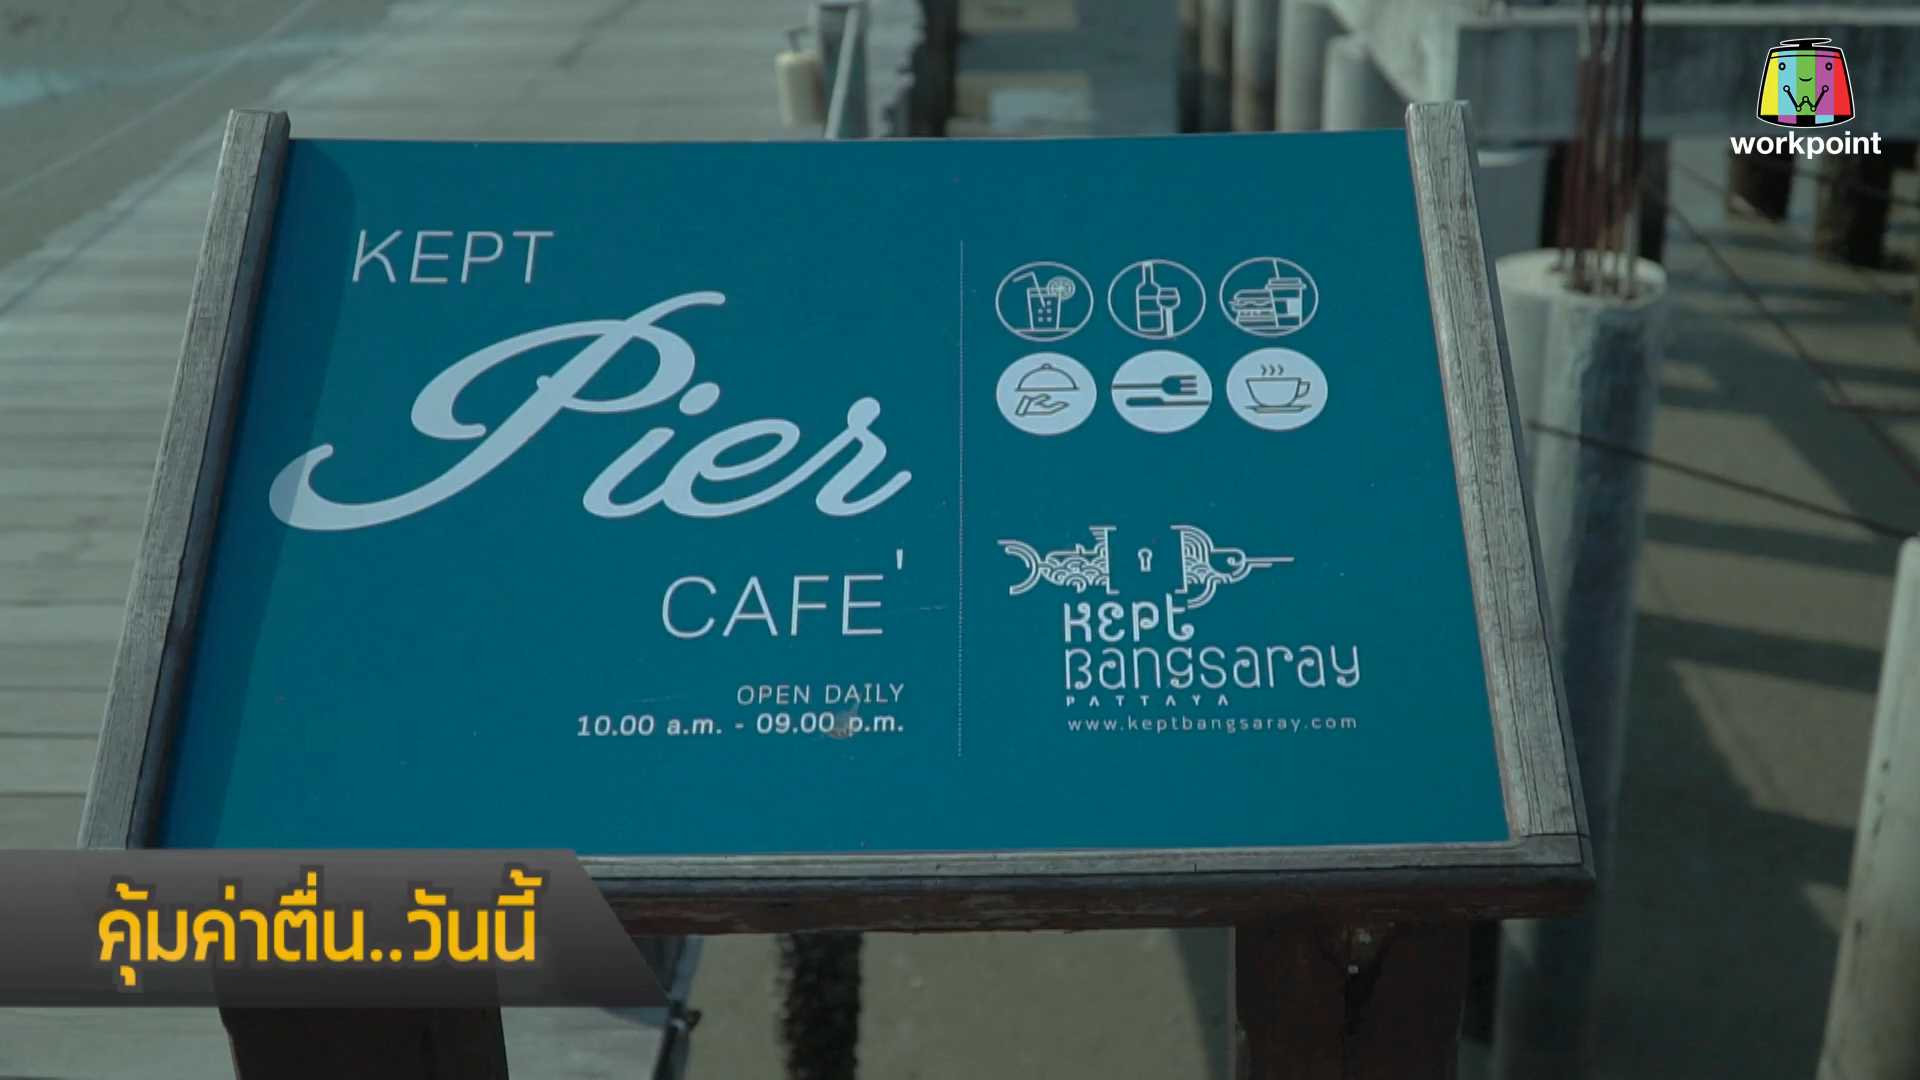 KEPT
Pier
CAFE'
OPEN DAILY
10.00 a.m. - 09.00 p.m.
Kept
Bangsaray
PATTAYA
www.keptbangsaray.com
workpoint
คุ้มค่าตื่น..วันนี้